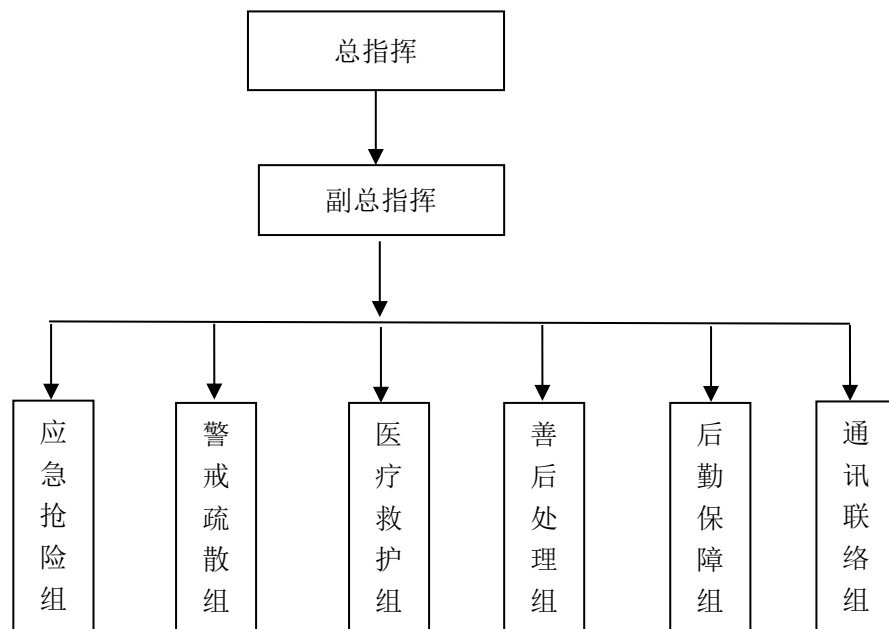 总指挥
副总指挥
应急抢险组
警戒疏散组
医疗救护组
善后处理组
后勤保障组
通讯联络组